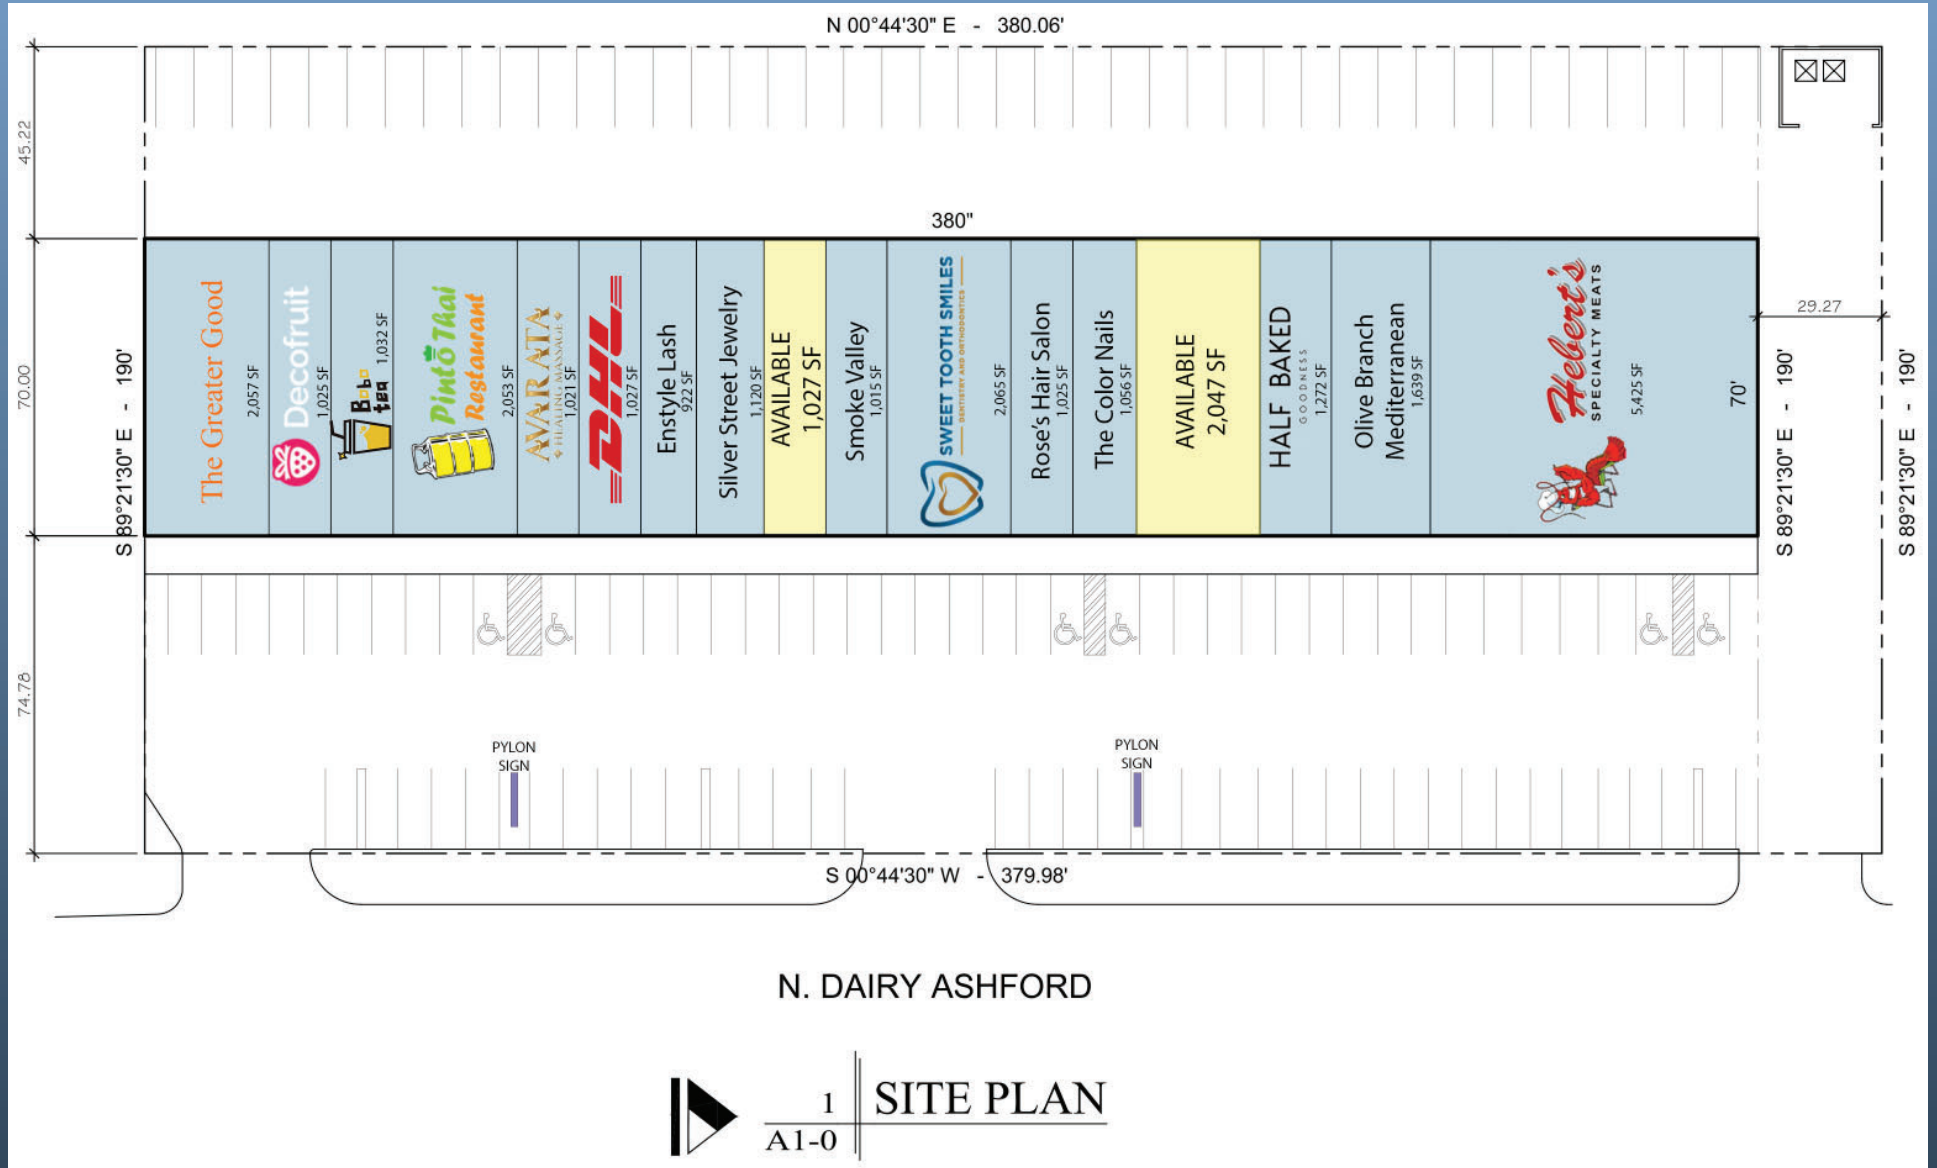 N 00°44'30" E - 380.06'
45.22
70.00
74.78
S 89°21'30" E - 190'
380"
The Greater Good
2,057 SF
Decofruit
1,025 SF
Boba
tea
1,032 SF
Pinto Thai
Restaurant
2,053 SF
AVARATA
HEALING MASSAGE
1,021 SF
DHL
1,027 SF
Enstyle Lash
922 SF
Silver Street Jewelry
1,120 SF
AVAILABLE
1,027 SF
Smoke Valley
1,015 SF
SWEET TOOTH SMILES
DENTISTRY AND ORTHODONTICS
2,065 SF
Rose's Hair Salon
1,025 SF
The Color Nails
1,056 SF
AVAILABLE
2,047 SF
HALF BAKED
GOODNESS
1,272 SF
Olive Branch
Mediterranean
1,639 SF
Hebert's
SPECIALTY MEATS
5,425 SF
70'
29.27
S 89°21'30" E - 190'
S 89°21'30" E - 190'
PYLON
SIGN
PYLON
SIGN
S 00°44'30" W - 379.98'
N. DAIRY ASHFORD
1
A1-0
SITE PLAN